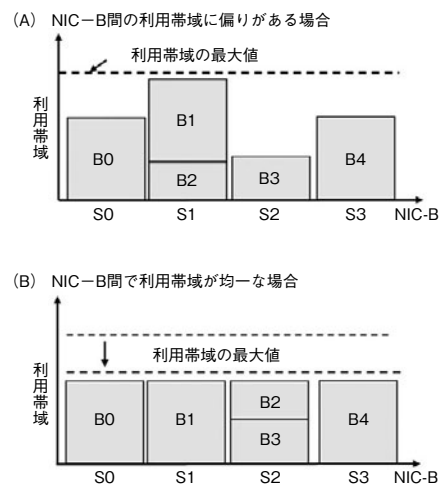 （A） NIC－B間の利用帯域に偏りがある場合
利用帯域の最大値
利用帯域
B0
B1
B2
B3
B4
S0 S1 S2 S3 NIC-B
（B） NIC－B間で利用帯域が均一な場合
利用帯域の最大値
利用帯域
B0
B1
B2
B3
B4
S0 S1 S2 S3 NIC-B